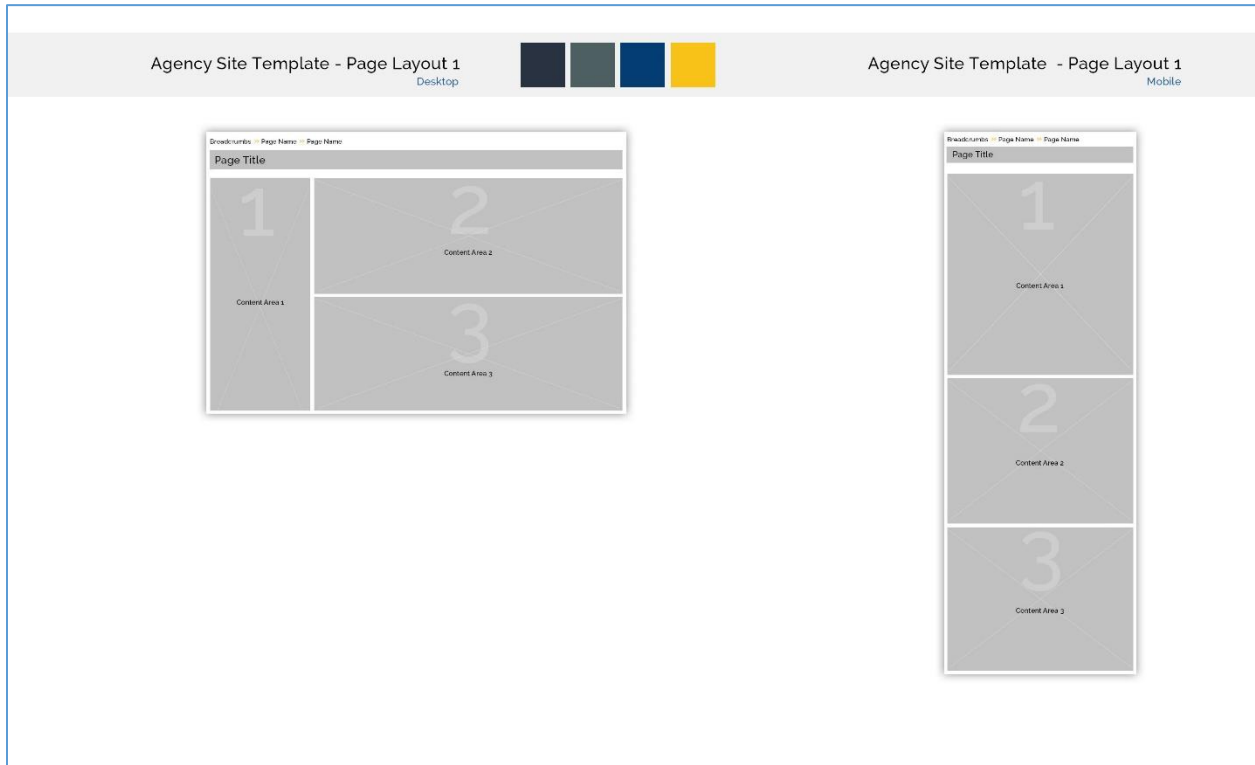 Agency Site Template - Page Layout 1
Desktop
Agency Site Template - Page Layout 1
Mobile
Breadcrumbs >> Page Name >> Page Name
Page Title
1
Content Area 1
2
Content Area 2
3
Content Area 3
Breadcrumbs >> Page Name >> Page Name
Page Title
1
Content Area 1
2
Content Area 2
3
Content Area 3